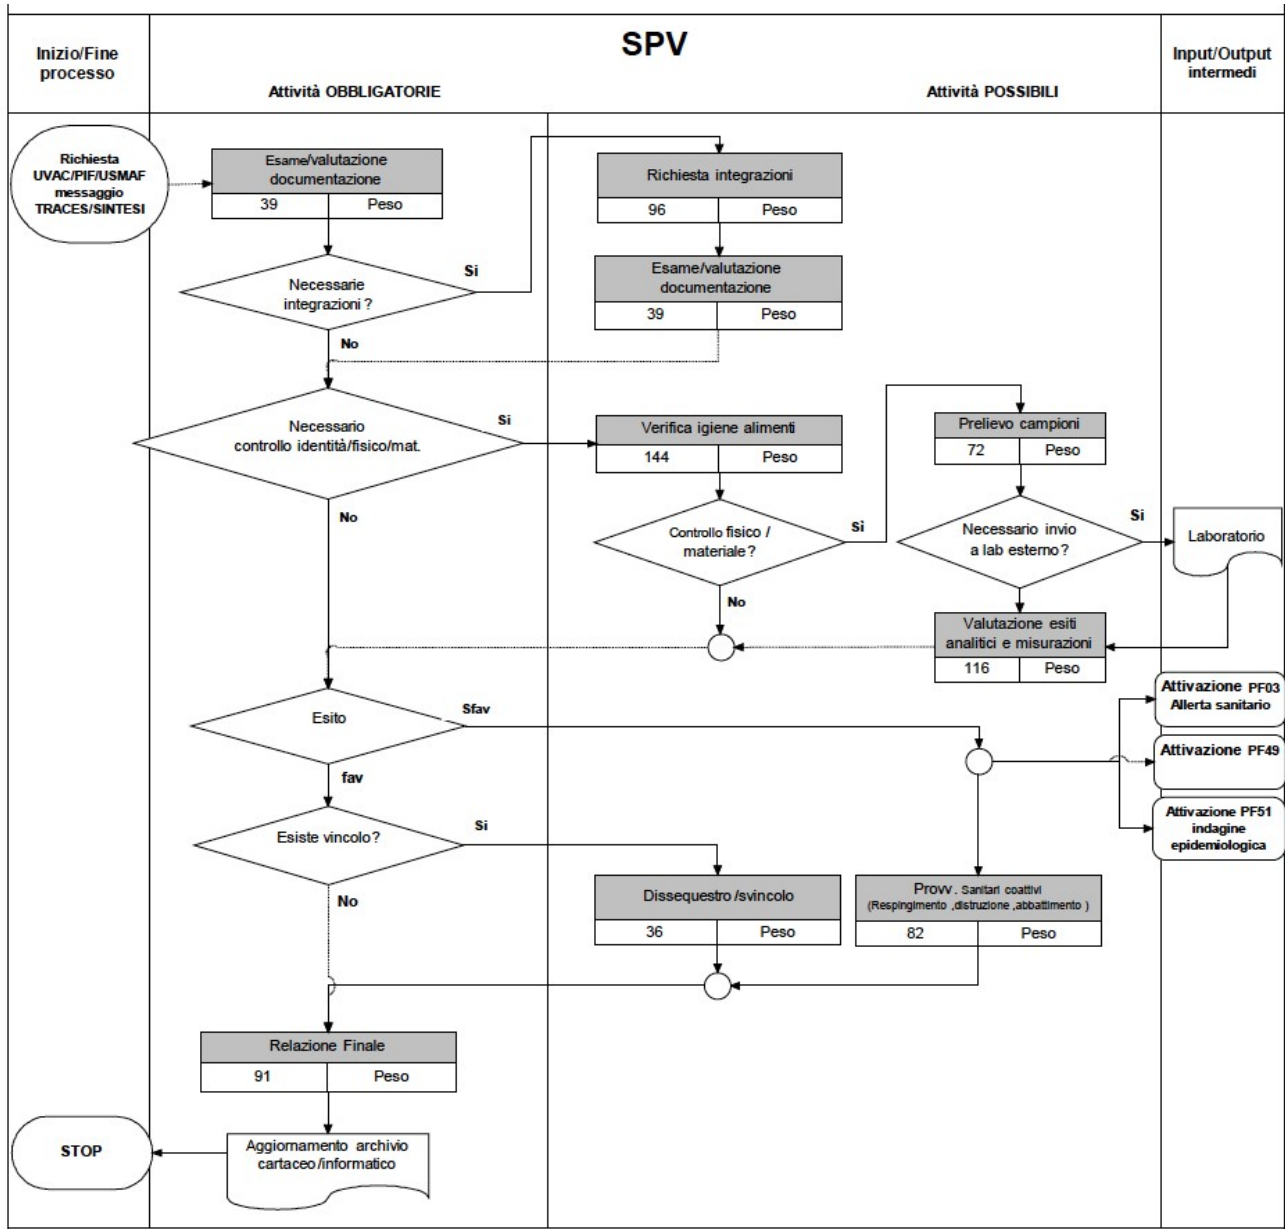 Inizio/Fine
processo
SPV
Attività OBBLIGATORIE
Attività POSSIBILI
Input/Output
intermedi
Richiesta
UVAC/PIF/USMAF
messaggio
TRACES/SINTESI
Esame/valutazione
documentazione
39 Peso
Richiesta integrazioni
96 Peso
Necessarie
integrazioni ?
Si
No
Esame/valutazione
documentazione
39 Peso
Necessario
controllo identità/fisico/mat.
Si
No
Verifica igiene alimenti
144 Peso
Prelievo campioni
72 Peso
Controllo fisico /
materiale ?
Sì
No
Necessario invio
a lab esterno ?
Si
Laboratorio
Valutazione esiti
analitici e misurazioni
116 Peso
Esito
Sfav
fav
Attivazione PF03
Allerta sanitario
Attivazione PF49
Attivazione PF51
indagine
epidemiologica
Esiste vincolo ?
Si
No
Dissequestro /svincolo
36 Peso
Provv. Sanitari coattivi
(Respingimento ,distruzione ,abbattimento )
82 Peso
Relazione Finale
91 Peso
Aggiornamento archivio
cartaceo/informatico
STOP